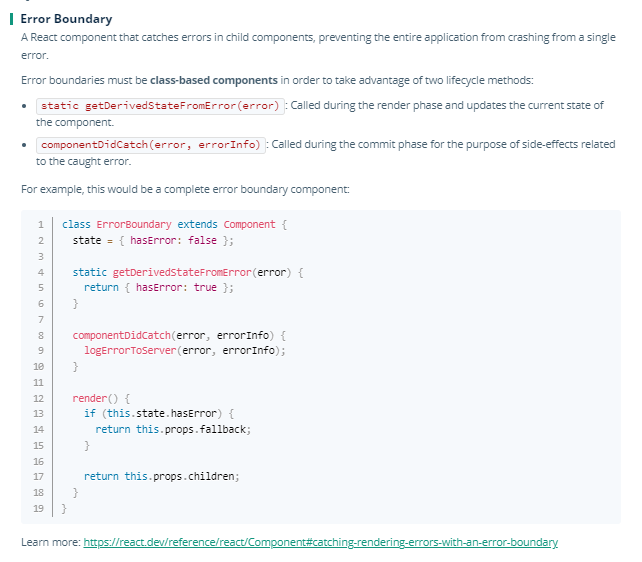 Error Boundary
A React component that catches errors in child components, preventing the entire application from crashing from a single
error.
Error boundaries must be class-based components in order to take advantage of two lifecycle methods:
• static getDerivedStateFromError(error) : Called during the render phase and updates the current state of
the component.
• componentDidCatch(error, errorInfo) : Called during the commit phase for the purpose of side-effects related
to the caught error.
For example, this would be a complete error boundary component:
1 class ErrorBoundary extends Component {
2   state = { hasError: false };
3
4   static getDerivedStateFromError(error) {
5     return { hasError: true };
6   }
7
8   componentDidCatch(error, errorInfo) {
9     logErrorToServer(error, errorInfo);
10   }
11
12   render() {
13     if (this.state.hasError) {
14       return this.props.fallback;
15     }
16
17     return this.props.children;
18   }
19 }
Learn more: https://react.dev/reference/react/Component#catching-rendering-errors-with-an-error-boundary